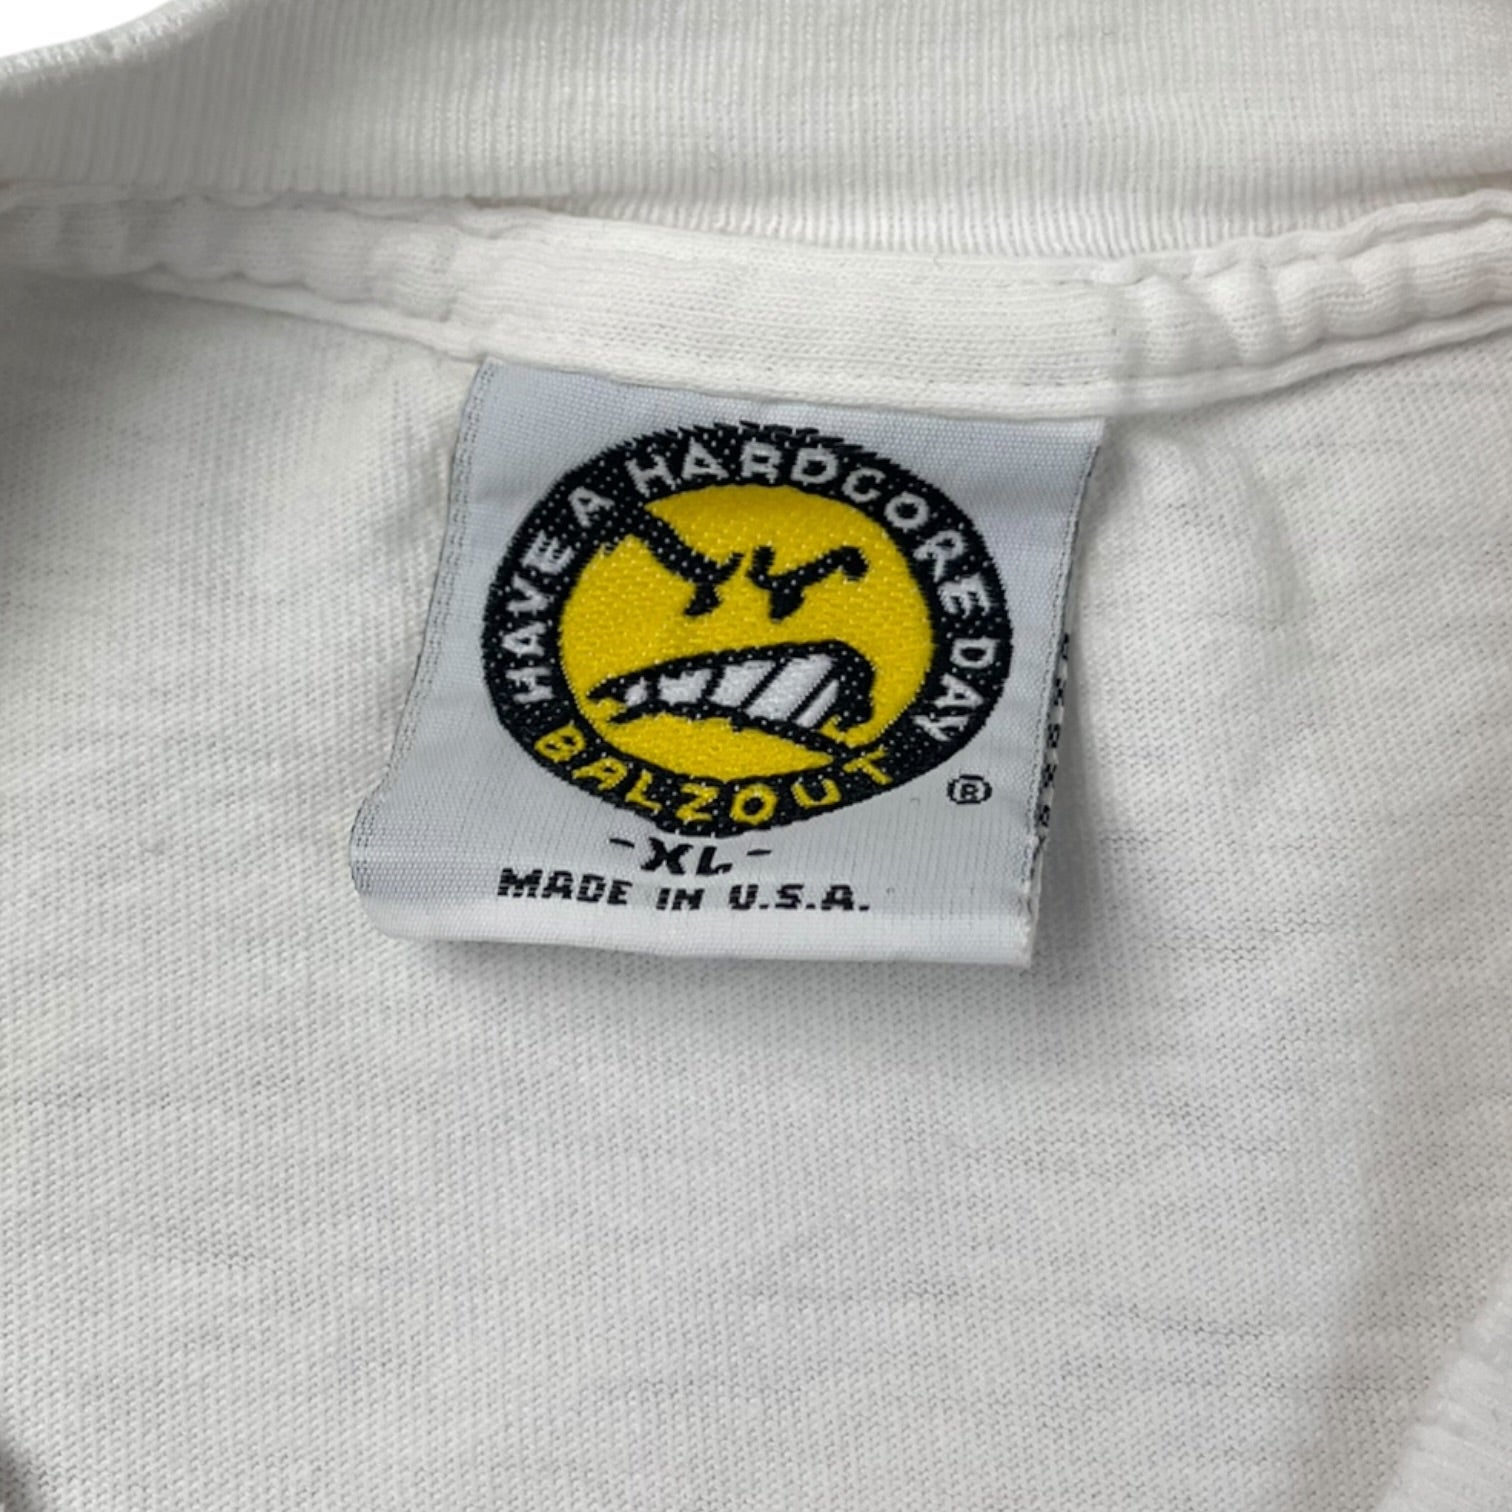 HAVE A HARDCORE DAY
BALZOUT
®
-XL-
MADE IN U.S.A.